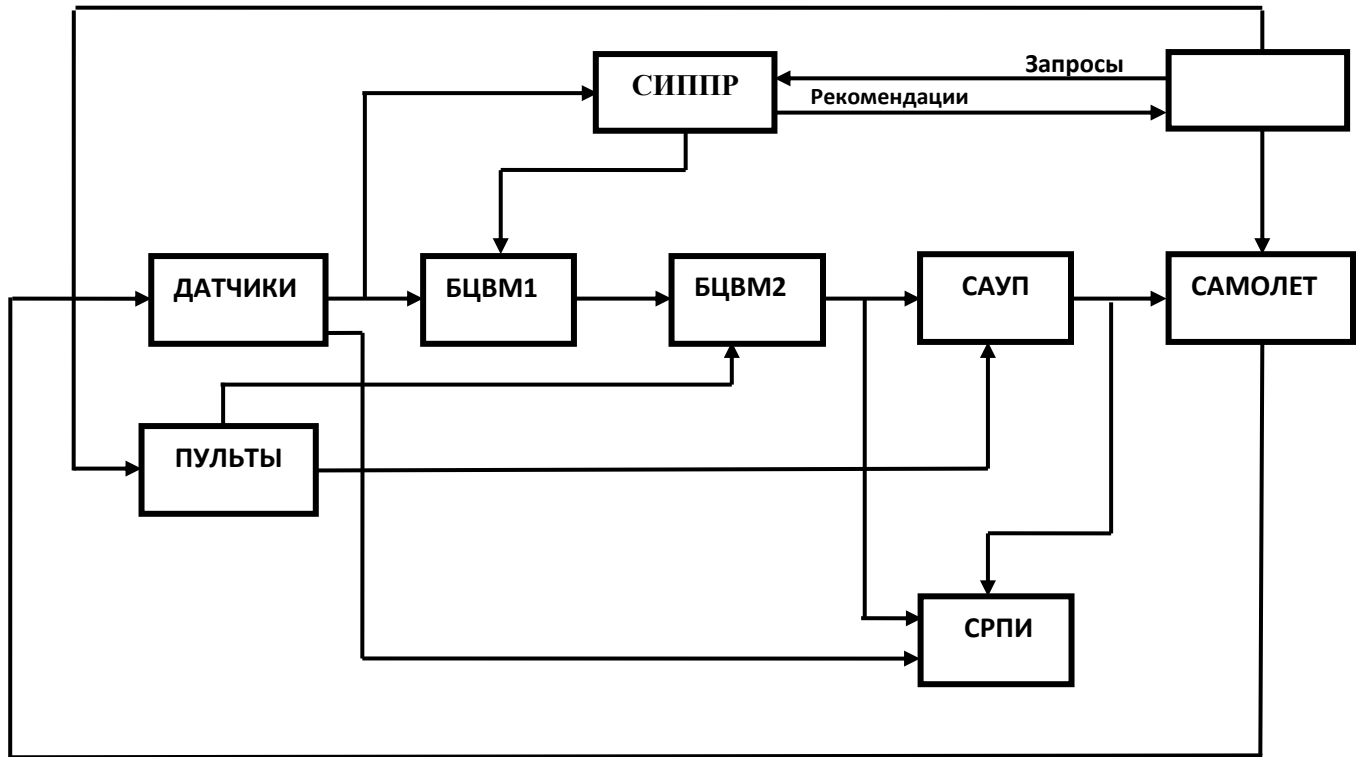 Запросы
СИППР
Рекомендации
ДАТЧИКИ
БЦВМ1
БЦВМ2
САУП
САМОЛЕТ
ПУЛЬТЫ
СРПИ